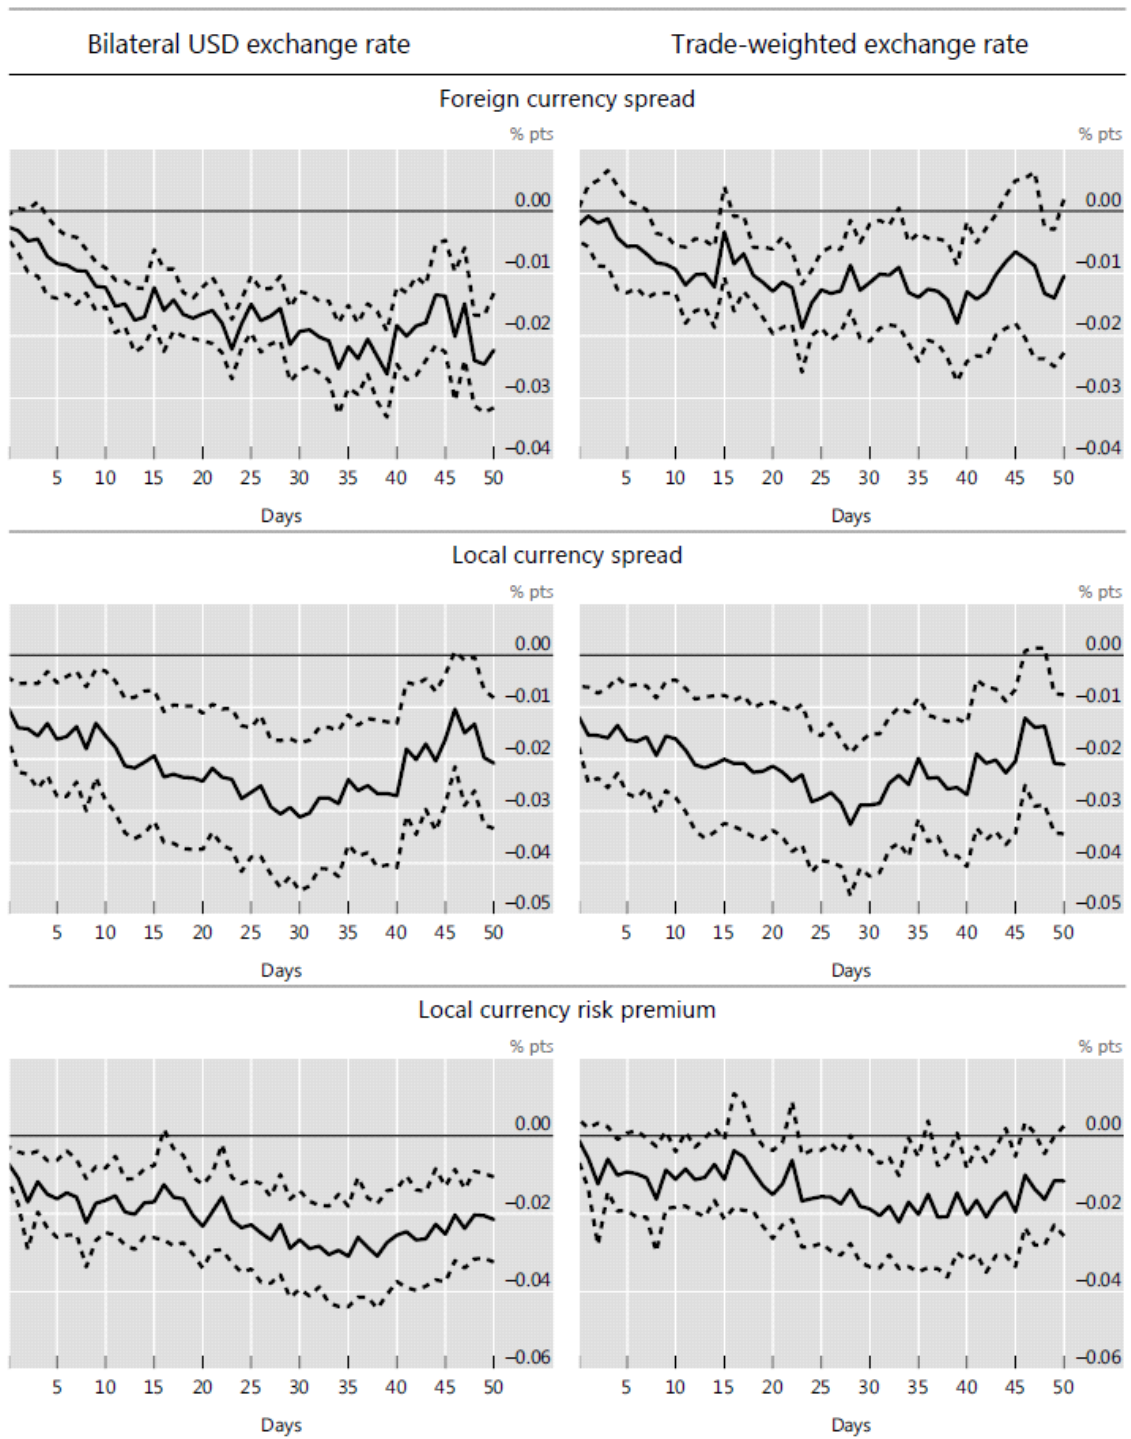 Bilateral USD exchange rate Trade-weighted exchange rate
Foreign currency spread
% pts % pts
0.00 0.00
–0.01 –0.01
–0.02 –0.02
–0.03 –0.03
–0.04 –0.04
5 10 15 20 25 30 35 40 45 50 5 10 15 20 25 30 35 40 45 50
Days Days
Local currency spread
% pts % pts
0.00 0.00
–0.01 –0.01
–0.02 –0.02
–0.03 –0.03
–0.04 –0.04
–0.05 –0.05
5 10 15 20 25 30 35 40 45 50 5 10 15 20 25 30 35 40 45 50
Days Days
Local currency risk premium
% pts % pts
0.00 0.00
–0.02 –0.02
–0.04 –0.04
–0.06 –0.06
5 10 15 20 25 30 35 40 45 50 5 10 15 20 25 30 35 40 45 50
Days Days